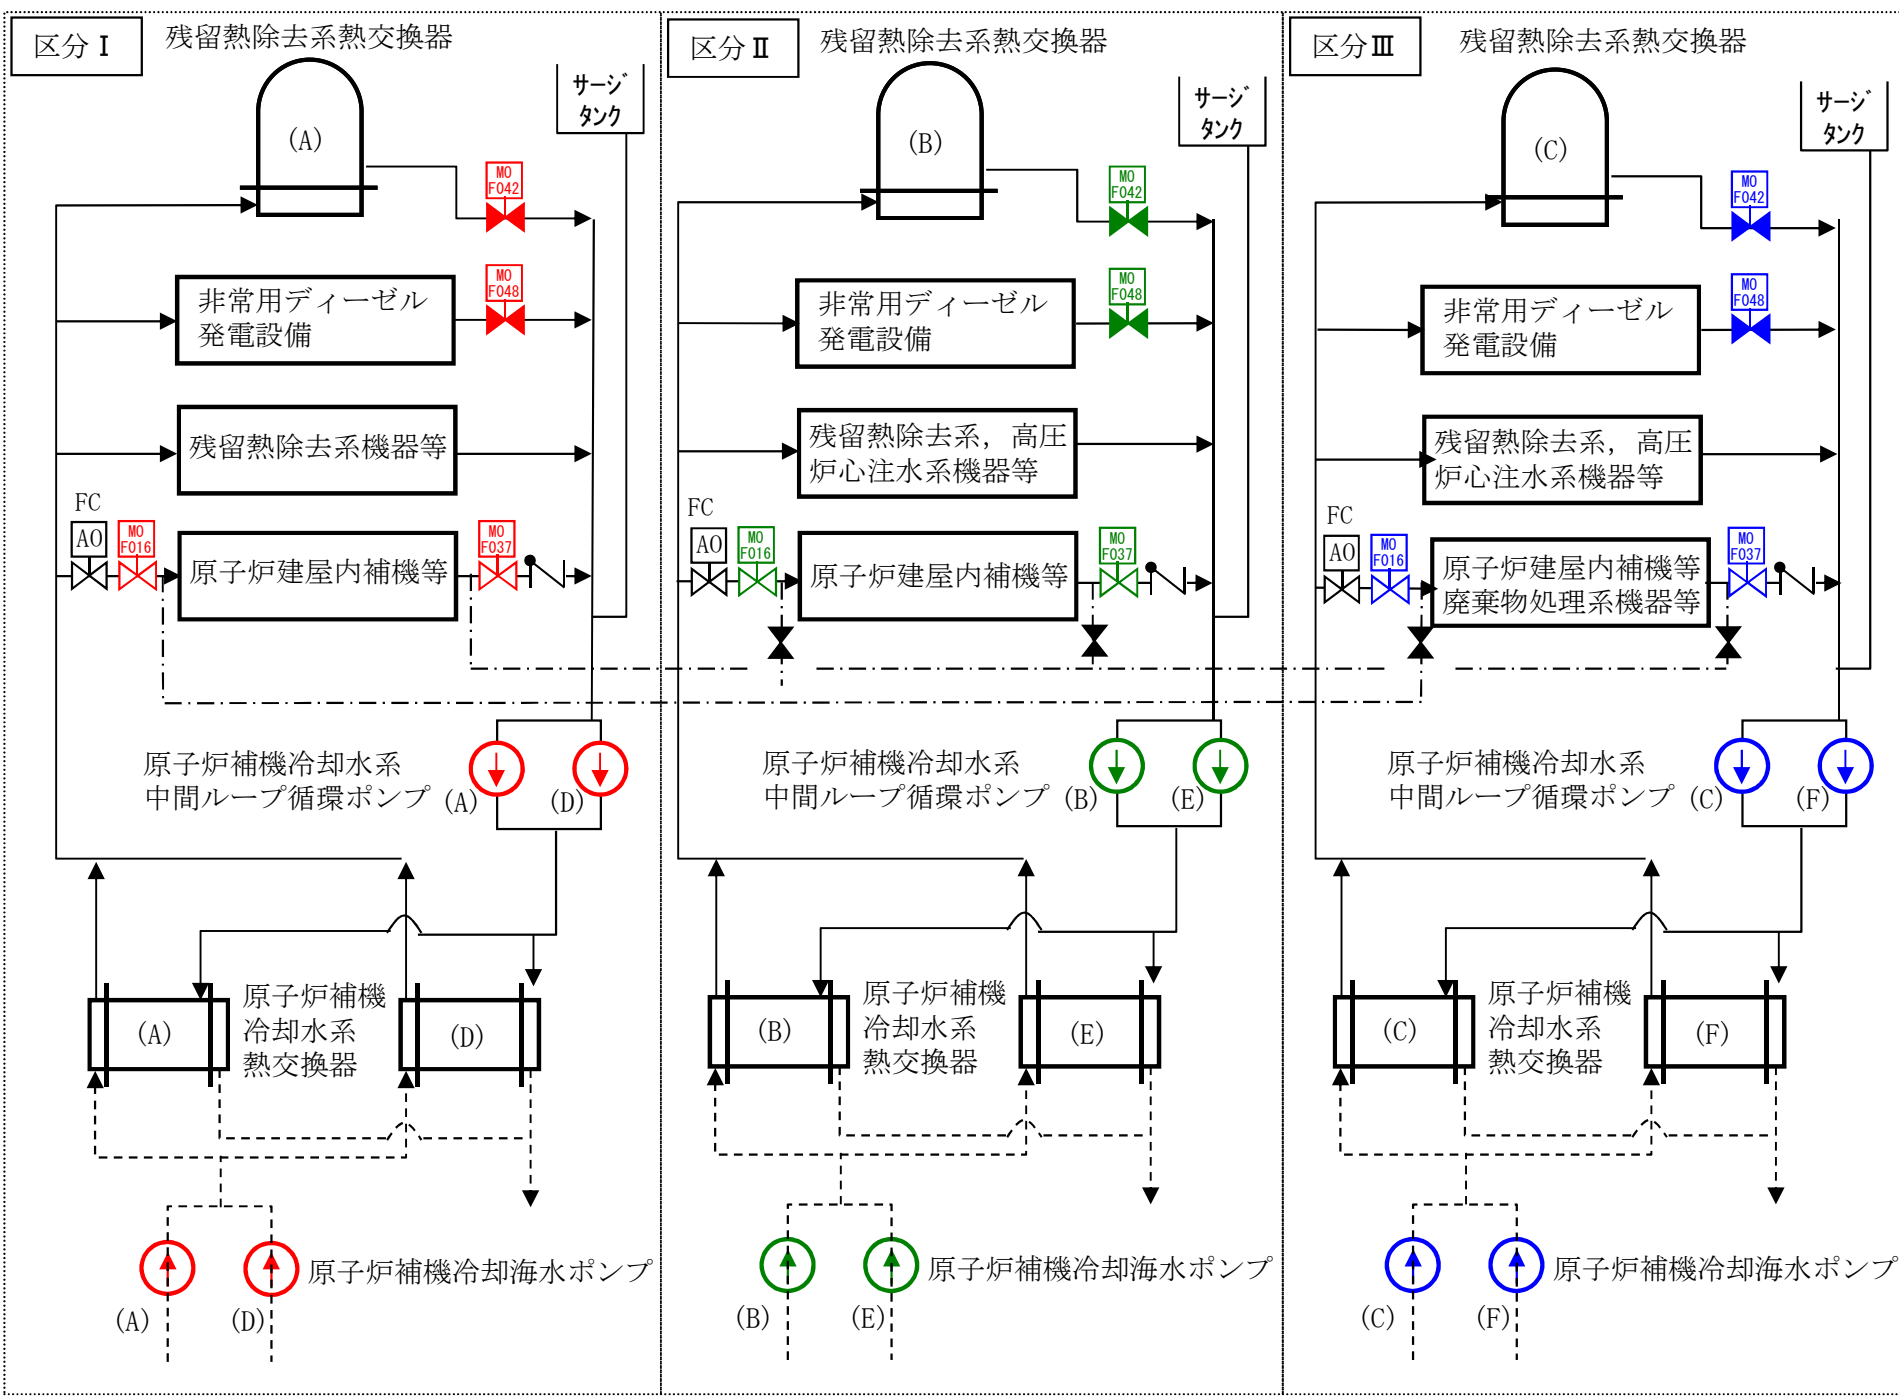 区分Ⅰ
残留熱除去系熱交換器
サージ
タンク
(A)
MO
F042
非常用ディーゼル
発電設備
MO
F048
残留熱除去系機器等
FC
AO
MO
F016
原子炉建屋内補機等
MO
F037
原子炉補機冷却水系
中間ループ循環ポンプ
(A)
(D)
(A)
原子炉補機
冷却水系
熱交換器
(D)
原子炉補機冷却海水ポンプ
(A)
(D)
区分Ⅱ
残留熱除去系熱交換器
サージ
タンク
(B)
MO
F042
非常用ディーゼル
発電設備
MO
F048
残留熱除去系，高圧
炉心注水系機器等
FC
AO
MO
F016
原子炉建屋内補機等
MO
F037
原子炉補機冷却水系
中間ループ循環ポンプ
(B)
(E)
(B)
原子炉補機
冷却水系
熱交換器
(E)
原子炉補機冷却海水ポンプ
(B)
(E)
区分Ⅲ
残留熱除去系熱交換器
サージ
タンク
(C)
MO
F042
非常用ディーゼル
発電設備
MO
F048
残留熱除去系，高圧
炉心注水系機器等
FC
AO
MO
F016
原子炉建屋内補機等
廃棄物処理系機器等
MO
F037
原子炉補機冷却水系
中間ループ循環ポンプ
(C)
(F)
(C)
原子炉補機
冷却水系
熱交換器
(F)
原子炉補機冷却海水ポンプ
(C)
(F)